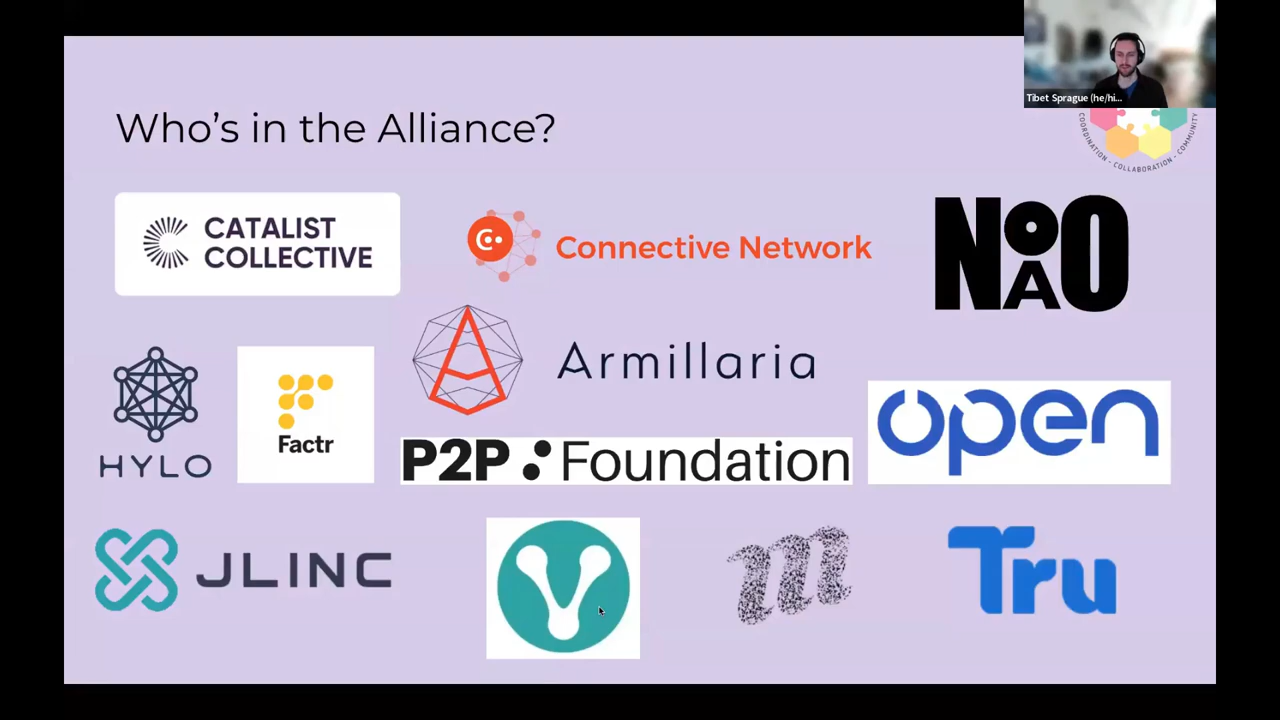 Tibet Sprague (he/hi...
Who's in the Alliance?
COORDINATION - COLLABORATION - COMMUNITY
CATALIST
COLLECTIVE
C
Connective Network
NOAO
HYLO
Factr
Armillaria
P2P Foundation
open
JLINC
V
m
Tru